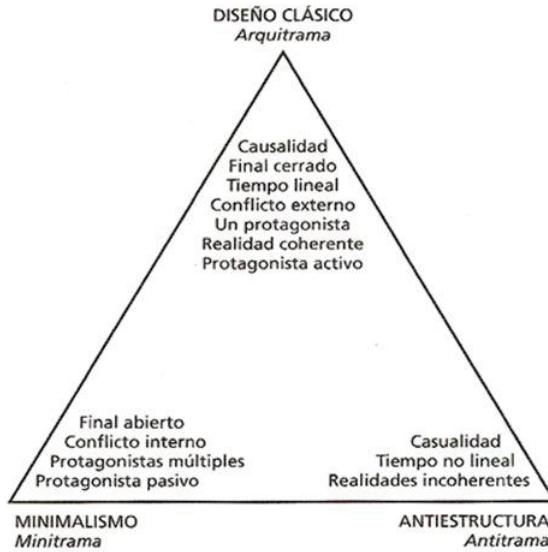 DISEÑO CLÁSICO
Arquitrama
Causalidad
Final cerrado
Tiempo lineal
Conflicto externo
Un protagonista
Realidad coherente
Protagonista activo
Final abierto
Conflicto interno
Protagonistas múltiples
Protagonista pasivo
Casualidad
Tiempo no lineal
Realidades incoherentes
MINIMALISMO
Minitrama
ANTIESTRUCTURA
Antitrama